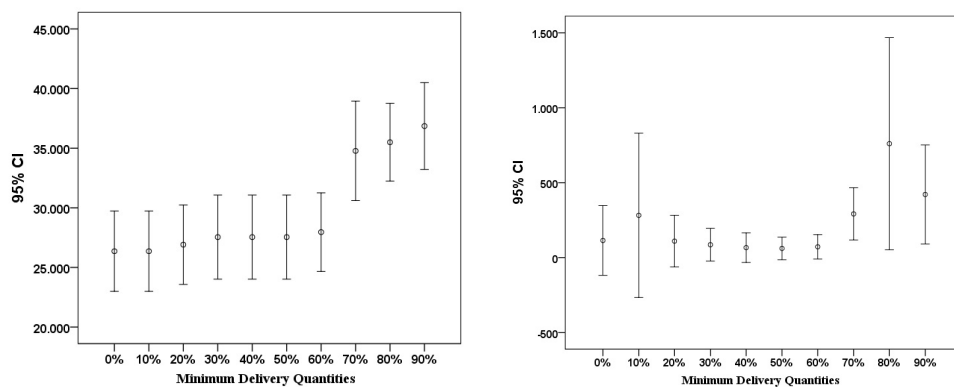 45.000
40.000
35.000
30.000
25.000
20.000
95% CI
0% 10% 20% 30% 40% 50% 60% 70% 80% 90%
Minimum Delivery Quantities
1.500
1.000
500
0
-500
95% CI
0% 10% 20% 30% 40% 50% 60% 70% 80% 90%
Minimum Delivery Quantities